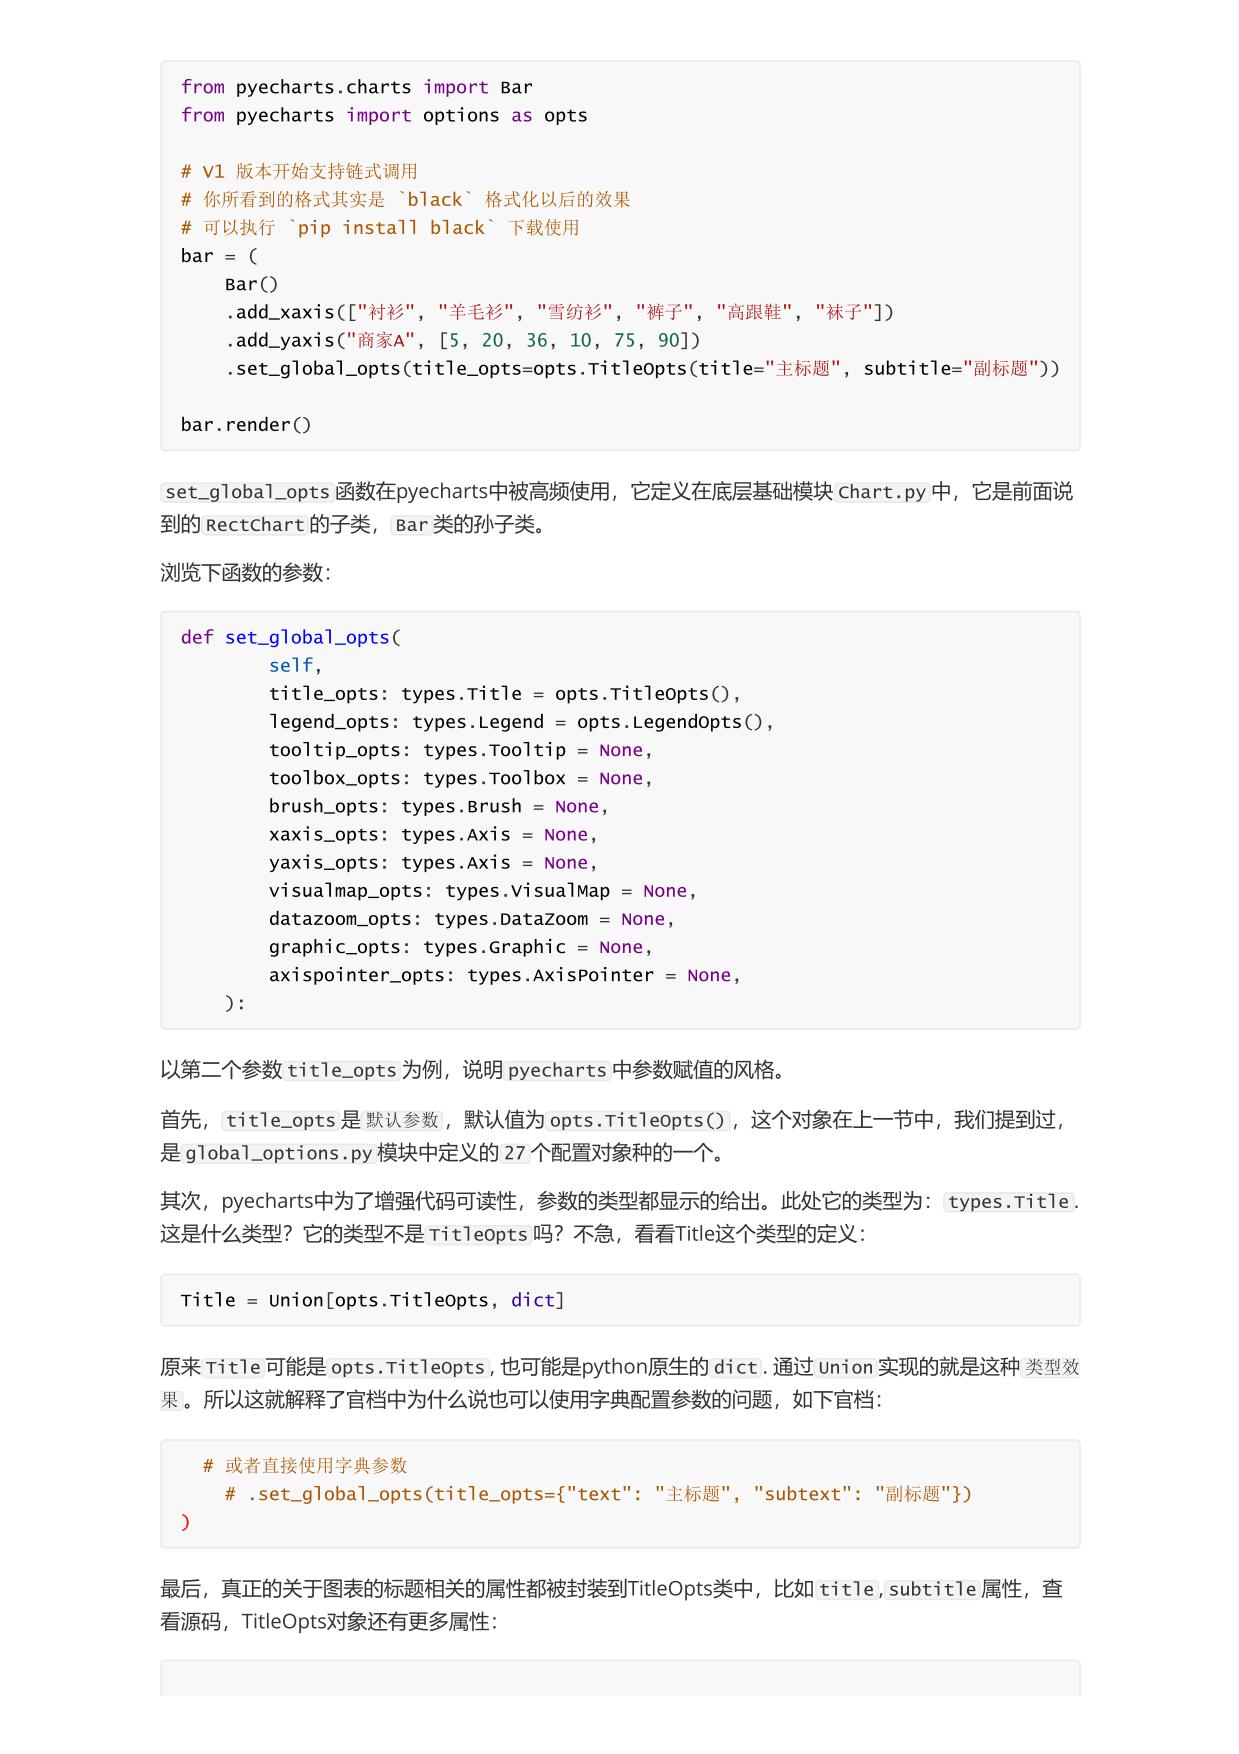 from pyecharts.charts import Bar
from pyecharts import options as opts
# V1 版本开始支持链式调用
# 你所看到的格式其实是 `black` 格式化以后的效果
# 可以执行 `pip install black` 下载使用
bar = (
    Bar()
    .add_xaxis(["衬衫", "羊毛衫", "雪纺衫", "裤子", "高跟鞋", "袜子"])
    .add_yaxis("商家A", [5, 20, 36, 10, 75, 90])
    .set_global_opts(title_opts=opts.TitleOpts(title="主标题", subtitle="副标题"))
bar.render()
set_global_opts函数在pyecharts中被高频使用，它定义在底层基础模块Chart.py中，它是前面说
到的RectChart的子类，Bar类的孙子类。
浏览下函数的参数：
def set_global_opts(
        self,
        title_opts: types.Title = opts.TitleOpts(),
        legend_opts: types.Legend = opts.LegendOpts(),
        tooltip_opts: types.Tooltip = None,
        toolbox_opts: types.Toolbox = None,
        brush_opts: types.Brush = None,
        xaxis_opts: types.Axis = None,
        yaxis_opts: types.Axis = None,
        visualmap_opts: types.VisualMap = None,
        datazoom_opts: types.DataZoom = None,
        graphic_opts: types.Graphic = None,
        axispointer_opts: types.AxisPointer = None,
    ):
以第二个参数title_opts为例，说明pyecharts中参数赋值的风格。
首先，title_opts是默认参数，默认值为opts.TitleOpts()，这个对象在上一节中，我们提到过，
是global_options.py模块中定义的27个配置对象种的一个。
其次，pyecharts中为了增强代码可读性，参数的类型都显示的给出。此处它的类型为：types.Title.
这是什么类型？它的类型不是TitleOpts吗？不急，看看Title这个类型的定义：
Title = Union[opts.TitleOpts, dict]
原来Title可能是opts.TitleOpts, 也可能是python原生的dict. 通过Union实现的就是这种类型效
果。所以这就解释了官档中为什么说也可以使用字典配置参数的问题，如下官档：
  # 或者直接使用字典参数
    # .set_global_opts(title_opts={"text": "主标题", "subtext": "副标题"})
)
最后，真正的关于图表的标题相关的属性都被封装到TitleOpts类中，比如title,subtitle属性，查
看源码，TitleOpts对象还有更多属性：